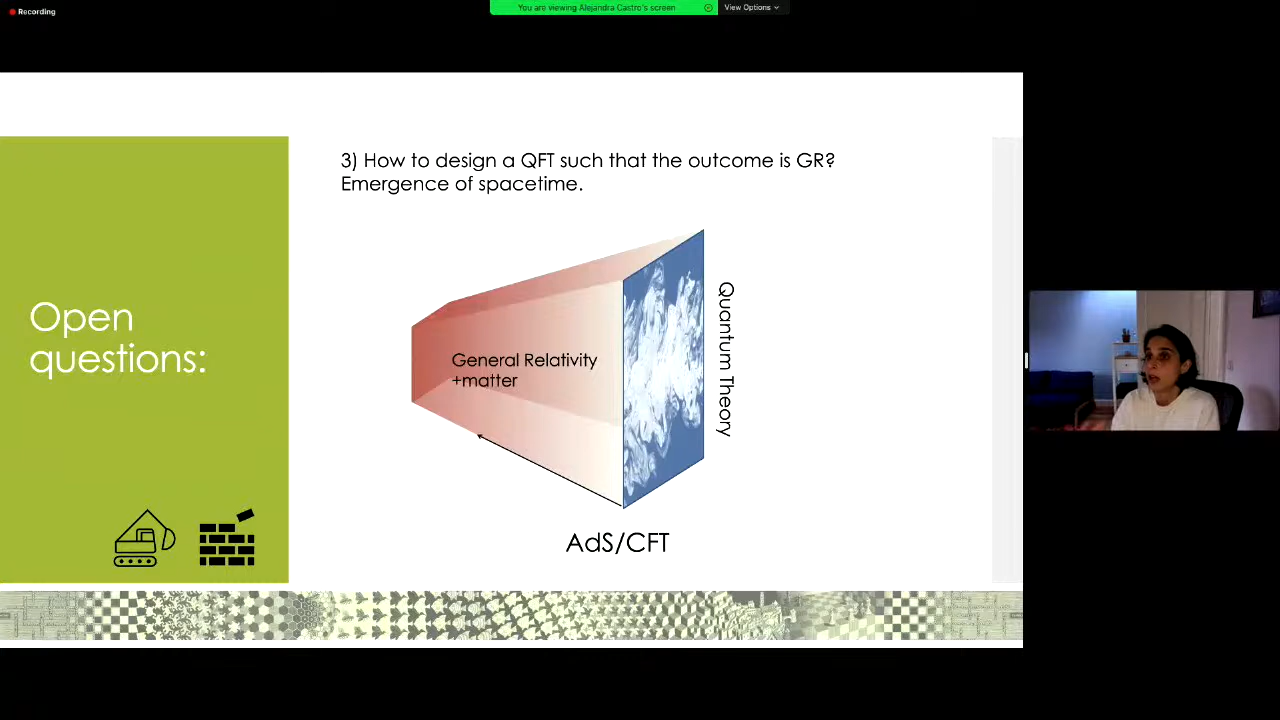 Recording
You are viewing Alejandra Castro's screen
View Options
3) How to design a QFT such that the outcome is GR?
Emergence of spacetime.
Open
questions:
General Relativity
+matter
Quantum Theory
AdS/CFT